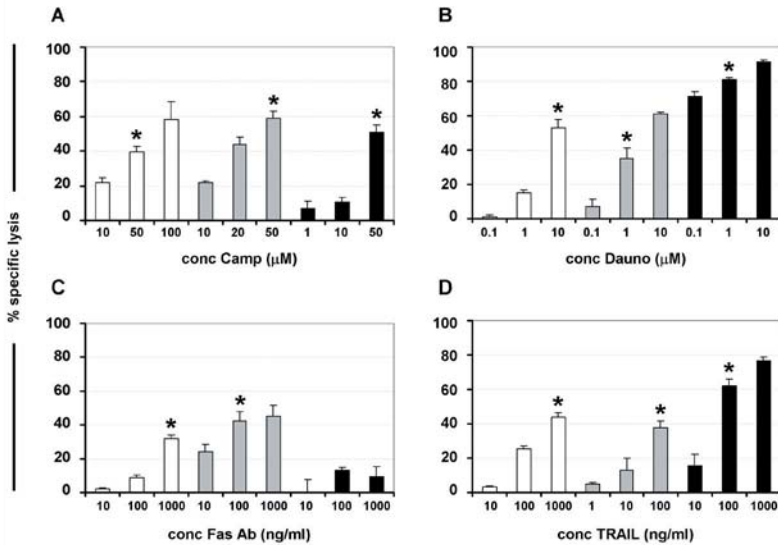 % specific lysis
A
100
80
60
40
20
0
* * *
10 50 100 10 20 50 1 10 50
conc Camp (μM)
B
100
80
60
40
20
0
* * *
0.1 1 10 0.1 1 10 0.1 1 10
conc Dauno (μM)
C
100
80
60
40
20
0
* *
10 100 1000 10 100 1000 10 100 1000
conc Fas Ab (ng/ml)
D
100
80
60
40
20
0
* * *
10 100 1000 1 10 100 10 100 1000
conc TRAIL (ng/ml)